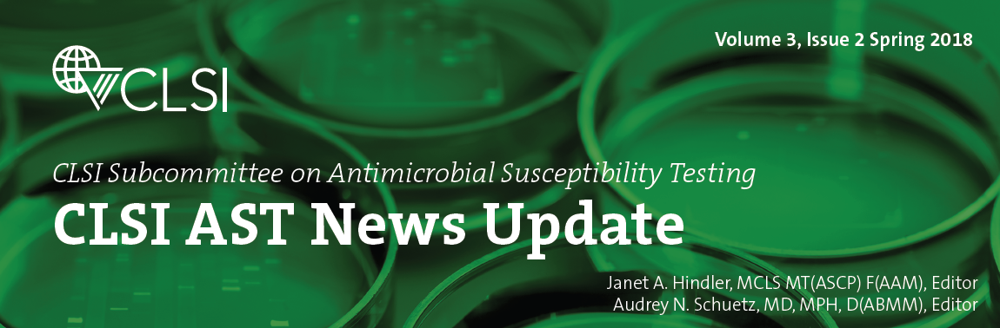 Volume 3, Issue 2 Spring 2018
CLSI
CLSI Subcommittee on Antimicrobial Susceptibility Testing
CLSI AST News Update
Janet A. Hindler, MCLS MT(ASCP) F(AAM), Editor
Audrey N. Schuetz, MD, MPH, D(ABMM), Editor